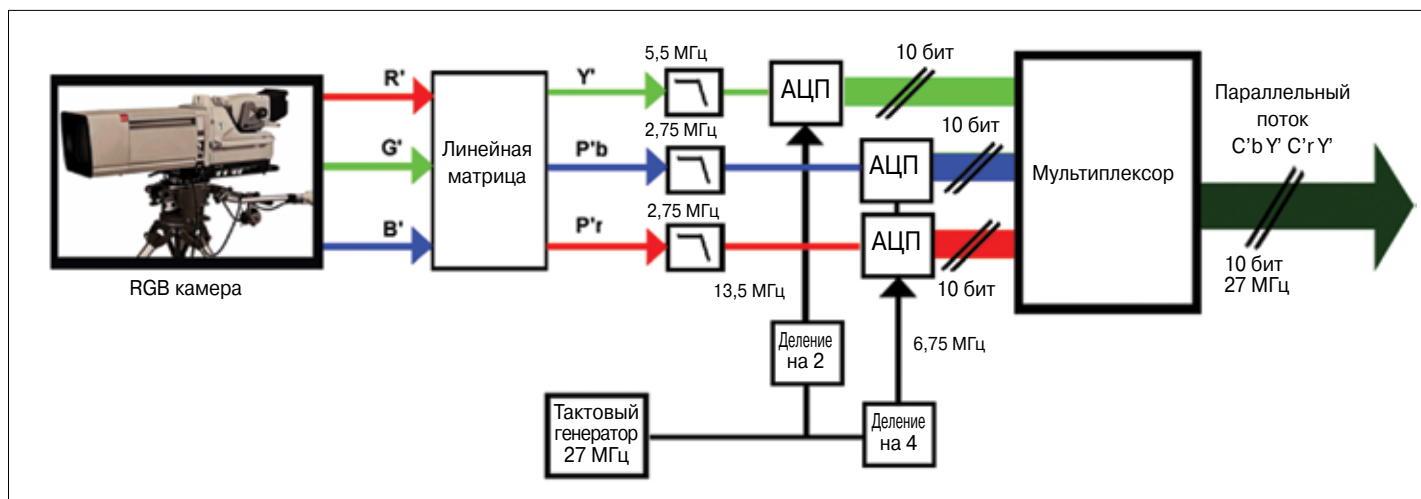 R'
G'
B'
RGB камера
Линейная
матрица
Y'
P'b
P'r
5,5 МГц
2,75 МГц
2,75 МГц
АЦП
АЦП
АЦП
10 бит
10 бит
10 бит
13,5 МГц
6,75 МГц
Деление
на 2
Деление
на 4
Тактовый
генератор
27 МГц
Мультиплексор
Параллельный
поток
C'b Y' C'r Y'
10 бит
27 МГц